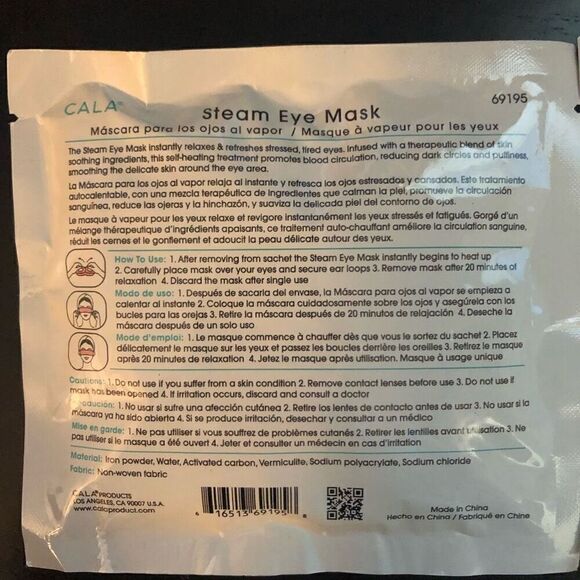 CALA®
Steam Eye Mask
69195
Máscara para los ojos al vapor / Masque à vapeur pour les yeux
The Steam Eye Mask instantly relaxes & refreshes stressed, tired eyes. Infused with a therapeutic blend of skin
soothing ingredients, this self-heating treatment promotes blood circulation, reducing dark circles and puffiness,
smoothing the delicate skin around the eye area.
La Máscara para los ojos al vapor relaja al instante y refresca los ojos estresados y cansados. Este tratamiento
autocalentable, con una mezcla terapéutica de ingredientes que calman la piel, promueve la circulación
sanguínea, reduce las ojeras y la hinchazón, y suaviza la delicada piel del contorno de ojos.
Le masque à vapeur pour les yeux relaxe et revigore instantanément les yeux stressés et fatigués. Gorgé d'un
mélange thérapeutique d'ingrédients apaisants, ce traitement auto-chauffant améliore la circulation sanguine,
réduit les cernes et le gonflement et adoucit la peau délicate autour des yeux.
How To Use: 1. After removing from sachet the Steam Eye Mask instantly begins to heat up
2. Carefully place mask over your eyes and secure ear loops 3. Remove mask after 20 minutes of
relaxation 4. Discard the mask after single use
Modo de uso: 1. Después de sacarla del envase, la Máscara para ojos al vapor se empieza a
calentar al instante 2. Coloque la máscara cuidadosamente sobre los ojos y asegúrela con los
bucles para las orejas 3. Retire la máscara después de 20 minutos de relajación 4. Deseche la
máscara después de un solo uso
Mode d'emploi: 1. Le masque commence à chauffer dès que vous le sortez du sachet 2. Placez
délicatement le masque sur les yeux et passez les boucles derrière les oreilles 3. Retirez le masque
après 20 minutes de relaxation 4. Jetez le masque après utilisation. Masque à usage unique
Cautions: 1. Do not use if you suffer from a skin condition 2. Remove contact lenses before use 3. Do not use if
mask has been opened 4. If irritation occurs, discard and consult a doctor
1. No usar si sufre una afección cutánea 2. Retire los lentes de contacto antes de usar 3. No usar si la
máscara ya ha sido abierta 4. Si se produce irritación, desechar y consultar a un médico
Mise en garde: 1. Ne pas utiliser si vous souffrez de problèmes cutanés 2. Retirer les lentilles avant utilisation 3. Ne
pas utiliser si le masque a été ouvert 4. Jeter et consulter un médecin en cas d'irritation
Material: Iron powder, Water, Activated carbon, Vermiculite, Sodium polyacrylate, Sodium chloride
Fabric: Non-woven fabric
CALA® PRODUCTS
LOS ANGELES, CA 90007 U.S.A.
www.calaproduct.com
6 16513 69195 8
Made in China
Hecho en China / Fabriqué en Chine